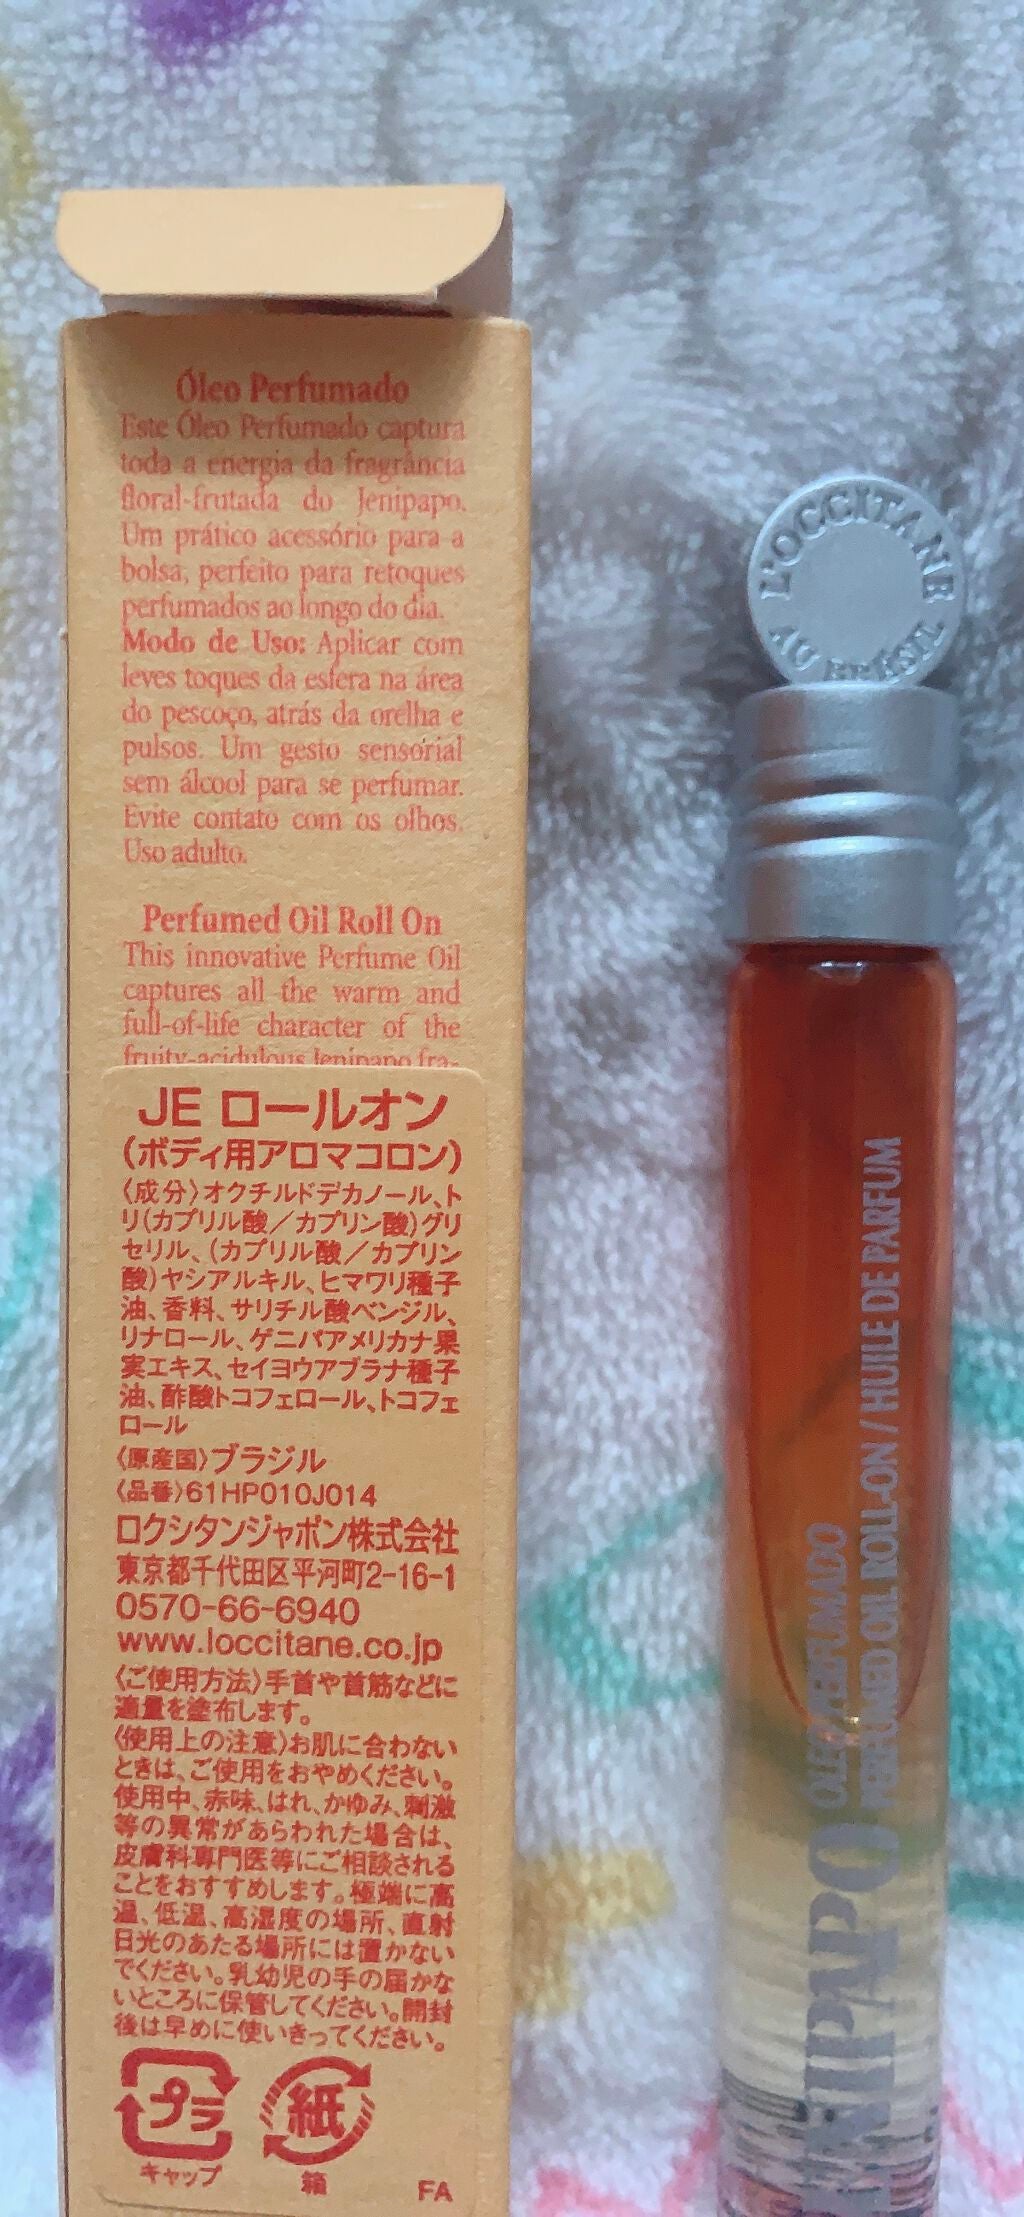 Óleo Perfumado
Este Óleo Perfumado captura
toda a energia da fragrância
floral-frutada do Jenipapo.
Um prático acessório para a
bolsa, perfeito para retoques
perfumados ao longo do dia.
Modo de Uso: Aplicar com
leves toques da esfera na área
do pescoço, atrás da orelha e
pulsos. Um gesto sensorial
sem álcool para se perfumar.
Evite contato com os olhos.
Uso adulto.
Perfumed Oil Roll On
This innovative Perfume Oil
captures all the warm and
full-of-life character of the
fruity-acidulous Jenipapo fra-
JE ロールオン
(ボディ用アロマコロン)
〈成分〉オクチルドデカノール、ト
リ(カプリル酸／カプリン酸)グリ
セリル、(カプリル酸／カプリン
酸)ヤシアルキル、ヒマワリ種子
油、香料、サリチル酸ベンジル、
リナロール、ゲニパアメリカナ果
実エキス、セイヨウアブラナ種子
油、酢酸トコフェロール、トコフェ
ロール
〈原産国〉ブラジル
〈品番〉61HP010J014
ロクシタンジャポン株式会社
東京都千代田区平河町2-16-1
0570-66-6940
www.loccitane.co.jp
〈ご使用方法〉手首や首筋などに
適量を塗布します。
〈使用上の注意〉お肌に合わない
ときは、ご使用をおやめください。
使用中、赤味、はれ、かゆみ、刺激
等の異常があらわれた場合は、
皮膚科専門医等にご相談される
ことをおすすめします。極端に高
温、低温、高湿度の場所、直射
日光のあたる場所には置かない
でください。乳幼児の手の届かな
いところに保管してください。開封
後は早めに使いきってください。
プラ
キャップ
紙
箱
FA
L'OCCITANE
AU BRÉSIL
ÓLEO PERFUMADO
PERFUMED OIL ROLL-ON / HUILE DE PARFUM